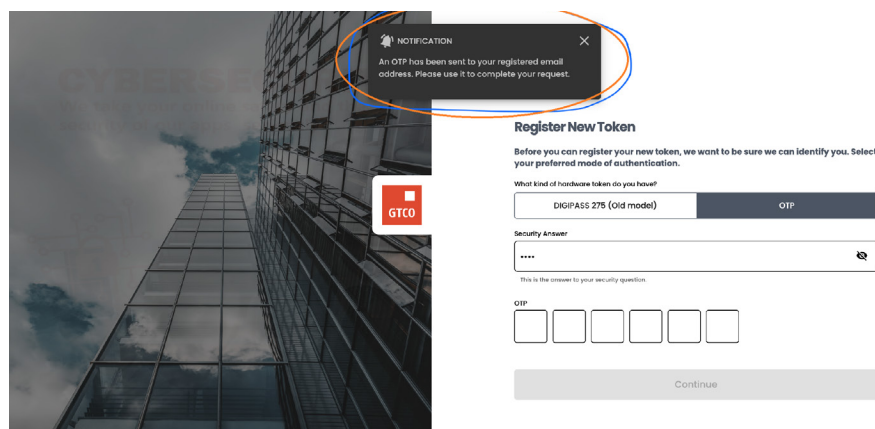 NOTIFICATION
An OTP has been sent to your registered email
address. Please use it to complete your request.
GTCO
Register New Token
Before you can register your new token, we want to be sure we can identify you. Select
your preferred mode of authentication.
What kind of hardware token do you have?
DIGIPASS 275 (Old model)
OTP
Security Answer
••••
This is the answer to your security question.
OTP
Continue